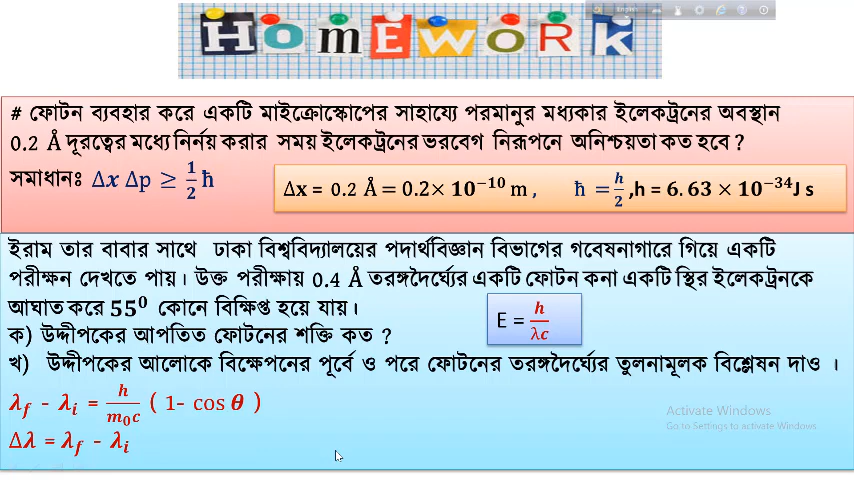 HOMEWORK
# ফোটন ব্যবহার করে একটি মাইক্রোস্কোপের সাহায্যে পরমানুর মধ্যকার ইলেকট্রনের অবস্থান
0.2 Å দূরত্বের মধ্যে নির্নয় করার সময় ইলেকট্রনের ভরবেগ নিরূপনে অনিশ্চয়তা কত হবে ?
সমাধানঃ Δx Δp ≥ 1/2 ħ
Δx = 0.2 Å = 0.2× 10⁻¹⁰ m , ħ = h/2 ,h = 6.63 × 10⁻³⁴J s
ইরাম তার বাবার সাথে ঢাকা বিশ্ববিদ্যালয়ের পদার্থবিজ্ঞান বিভাগের গবেষনাগারে গিয়ে একটি
পরীক্ষন দেখতে পায়। উক্ত পরীক্ষায় 0.4 Å তরঙ্গদৈর্ঘ্যের একটি ফোটন কনা একটি স্থির ইলেকট্রনকে
আঘাত করে 55⁰ কোনে বিক্ষিপ্ত হয়ে যায়।
E = h/λc
ক) উদ্দীপকের আপতিত ফোটনের শক্তি কত ?
খ) উদ্দীপকের আলোকে বিক্ষেপনের পূর্বে ও পরে ফোটনের তরঙ্গদৈর্ঘ্যের তুলনামূলক বিশ্লেষন দাও ।
λf - λi = h/m₀c ( 1- cos θ )
Δλ = λf - λi
Activate Windows
Go to Settings to activate Windows.